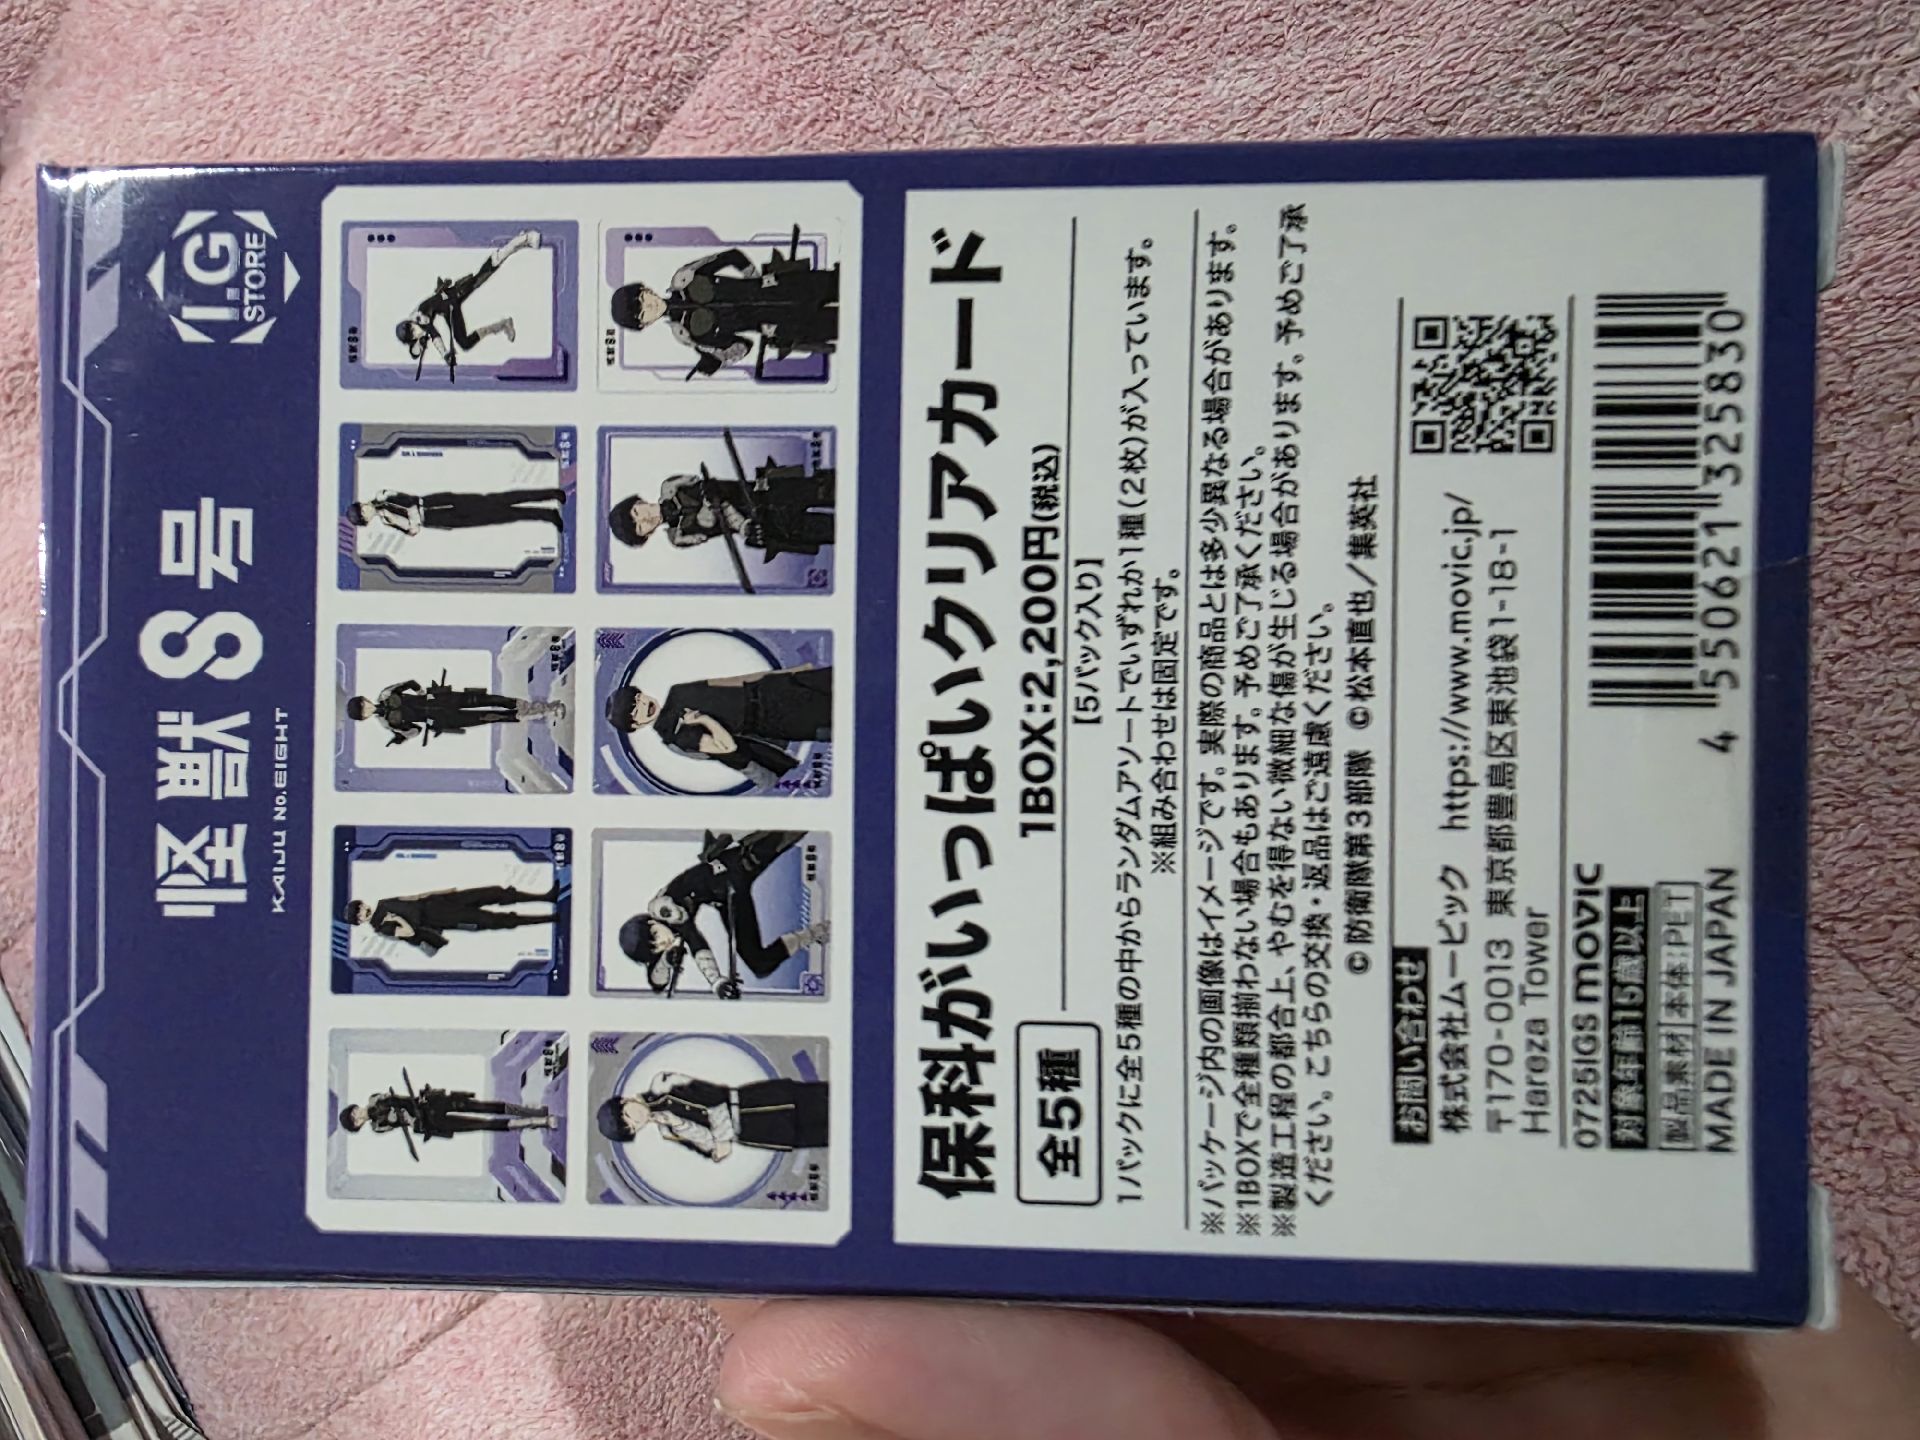 怪獣8号
KAIJU No.EIGHT
I.G
STORE
保科がいっぱいクリアカード
全5種
1BOX:2,200円(税込)
[5パック入り]
1パックに全5種の中からランダムアソートでいずれか1種(2枚)が入っています。
※組み合わせは固定です。
※パッケージ内の画像はイメージです。実際の商品とは多少異なる場合があります。
※1BOXで全種類揃わない場合もあります。予めご了承ください。
※製造工程の都合上、やむを得ない微細な傷が生じる場合があります。予めご了承
ください。こちらの交換・返品はご遠慮ください。
©防衛隊第3部隊 ©松本直也/集英社
お問い合わせ
株式会社ムービック https://www.movic.jp/
〒170-0013 東京都豊島区東池袋1-18-1
Hareza Tower
0725IGS movic
対象年齢15歳以上
製品素材 本体:PET
MADE IN JAPAN
4 550621 325830